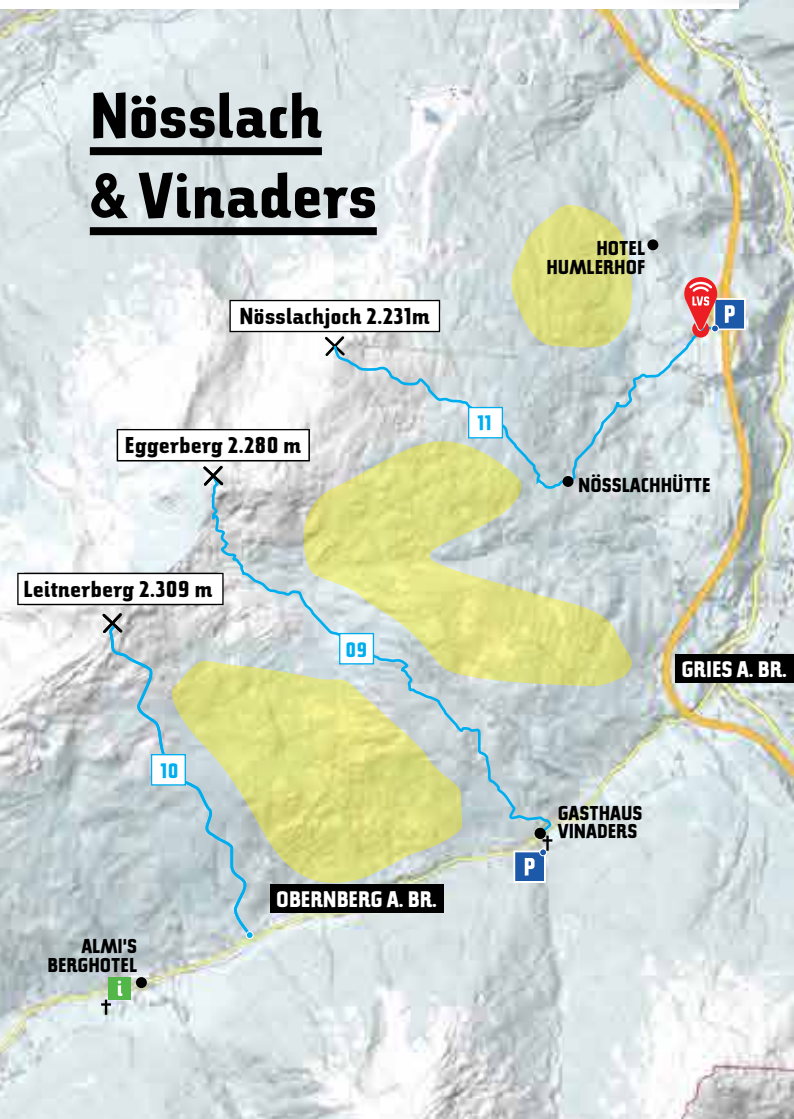 Nösslach
& Vinaders
HOTEL
HUMLERHOF
LVS
P
Nösslachjoch 2.231m
11
Eggerberg 2.280 m
NÖSSLACHHÜTTE
Leitnerberg 2.309 m
09
GRIES A. BR.
10
GASTHAUS
VINADERS
P
OBERNBERG A. BR.
ALMI'S
BERGHOTEL
i